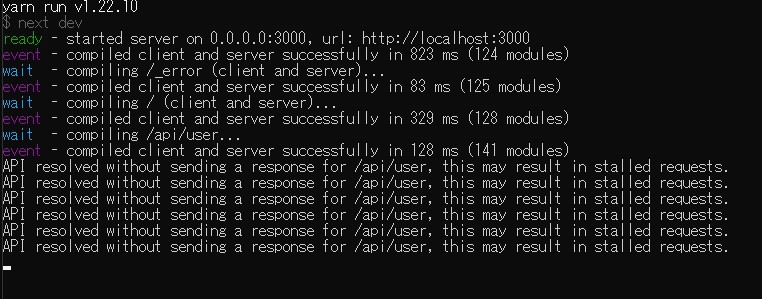 yarn run v1.22.10
$ next dev
ready - started server on 0.0.0.0:3000, url: http://localhost:3000
event - compiled client and server successfully in 823 ms (124 modules)
wait  - compiling /_error (client and server)...
event - compiled client and server successfully in 83 ms (125 modules)
wait  - compiling / (client and server)...
event - compiled client and server successfully in 329 ms (128 modules)
wait  - compiling /api/user...
event - compiled client and server successfully in 128 ms (141 modules)
API resolved without sending a response for /api/user, this may result in stalled requests.
API resolved without sending a response for /api/user, this may result in stalled requests.
API resolved without sending a response for /api/user, this may result in stalled requests.
API resolved without sending a response for /api/user, this may result in stalled requests.
API resolved without sending a response for /api/user, this may result in stalled requests.
API resolved without sending a response for /api/user, this may result in stalled requests.